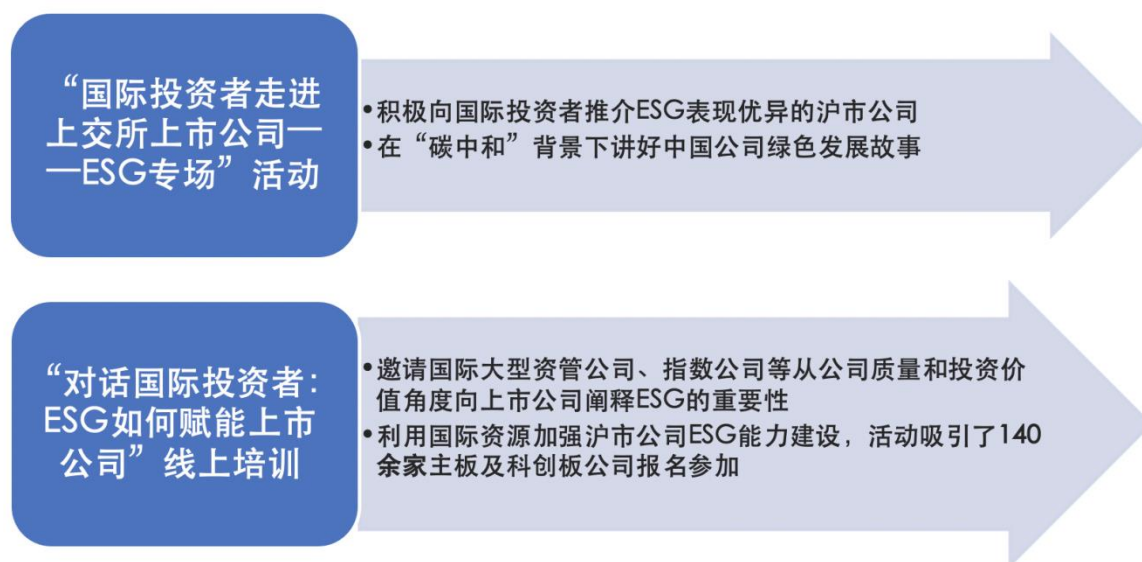 “国际投资者走进
上交所上市公司—
—ESG专场”活动
•积极向国际投资者推介ESG表现优异的沪市公司
•在“碳中和”背景下讲好中国公司绿色发展故事
“对话国际投资者：
ESG如何赋能上市
公司”线上培训
•邀请国际大型资管公司、指数公司等从公司质量和投资价
值角度向上市公司阐释ESG的重要性
•利用国际资源加强沪市公司ESG能力建设，活动吸引了140
余家主板及科创板公司报名参加